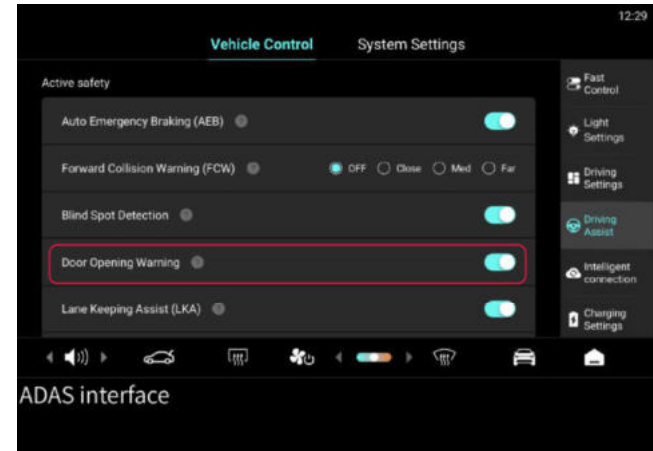 12:29
Vehicle Control
System Settings
Active safety
Auto Emergency Braking (AEB)
Forward Collision Warning (FCW)
OFF
Close
Med
Far
Blind Spot Detection
Door Opening Warning
Lane Keeping Assist (LKA)
Fast
Control
Light
Settings
Driving
Settings
Driving
Assist
Intelligent
connection
Charging
Settings
ADAS interface